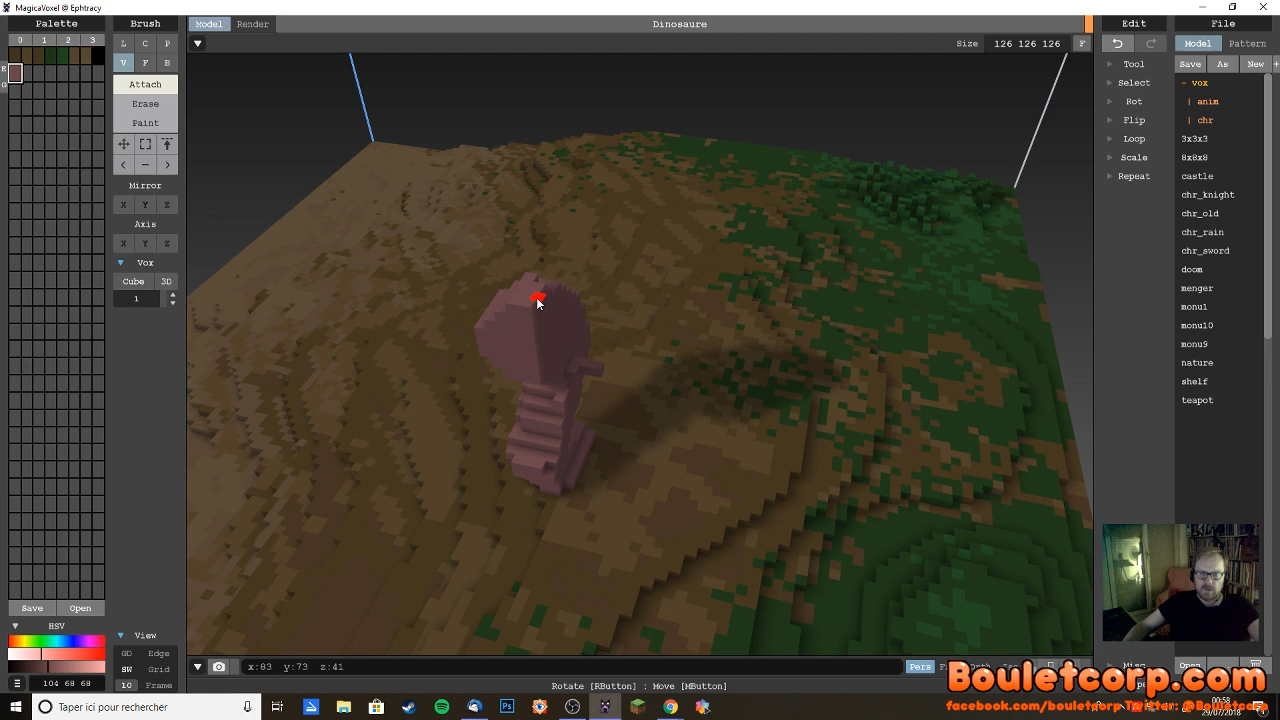 MagicaVoxel @ Ephtracy
Palette
Brush
Model
Render
Dinosaure
Edit
File
0 1 2 3
L C P
Size 126 126 126 F
Model
Pattern
V F B
Tool
Save As New +
E
G
Attach
Select
- vox
Erase
Rot
| anim
Paint
Flip
| chr
Loop
3x3x3
< - >
Scale
8x8x8
Mirror
Repeat
castle
X Y Z
chr_knight
chr_old
Axis
chr_rain
X Y Z
chr_sword
Vox
doom
Cube 3D
menger
1
monu1
monu10
monu9
nature
shelf
teapot
Save Open
HSV
View
GD Edge
SW Grid
x:83 y:73 z:41
Pers
104 68 68
10 Frame
Rotate [RButton] : Move [MButton]
Bouletcorp.com
facebook.com/bouletcorp Twitter: @Bouletcorp
Taper ici pour rechercher
00:58
29/07/2018